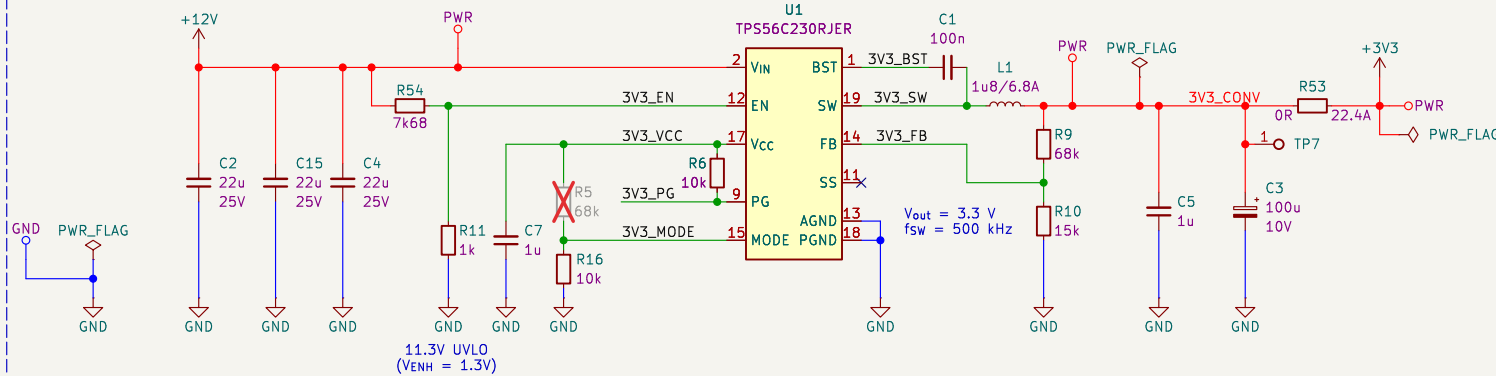 U1
TPS56C230RJER
+12V
PWR
C1
100n
PWR
PWR_FLAG
+3V3
2
VIN
BST
1
3V3_BST
L1
1u8/6.8A
R54
7k68
3V3_EN
12
EN
SW
19
3V3_SW
3V3_CONV
R53
0R
22.4A
PWR
3V3_VCC
17
VCC
FB
14
3V3_FB
R9
68k
1
TP7
PWR_FLAG
C2
22u
25V
C15
22u
25V
C4
22u
25V
R6
10k
SS
11
R5
68k
3V3_PG
9
PG
AGND
13
Vout = 3.3 V
fsw = 500 kHz
R10
15k
C5
1u
+
C3
100u
10V
GND
PWR_FLAG
R11
1k
C7
1u
3V3_MODE
15
MODE
PGND
18
R16
10k
GND
GND
GND
GND
GND
GND
GND
GND
GND
GND
GND
11.3V UVLO
(VENH = 1.3V)